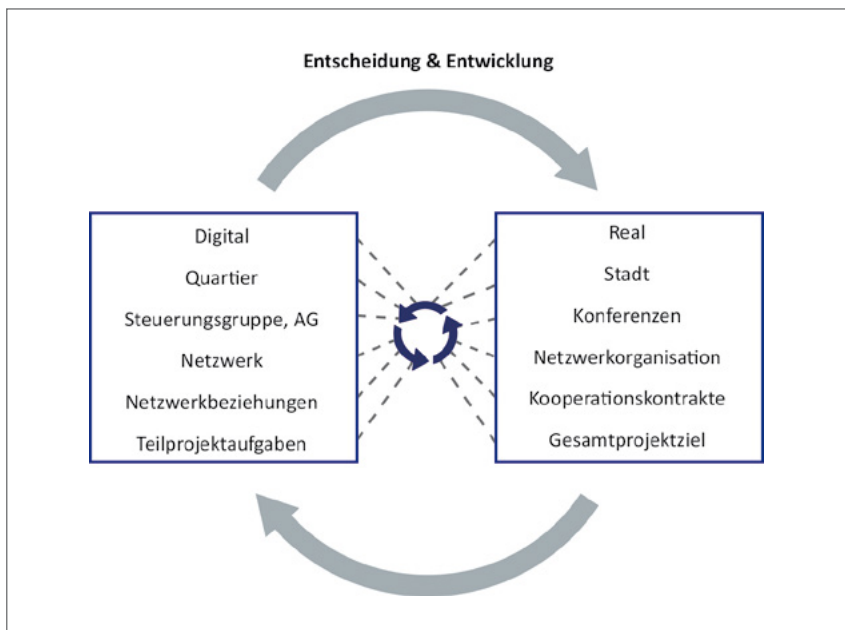 Entscheidung & Entwicklung
Digital
Quartier
Steuerungsgruppe, AG
Netzwerk
Netzwerkbeziehungen
Teilprojektaufgaben
Real
Stadt
Konferenzen
Netzwerkorganisation
Kooperationskontrakte
Gesamtprojektziel